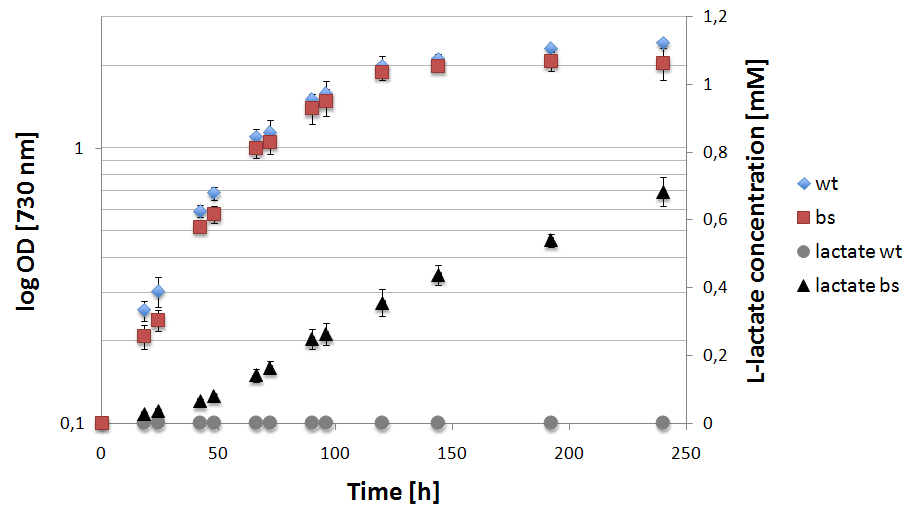 log OD [730 nm]
1
0,1
0
50
100
150
200
250
Time [h]
1,2
1
0,8
0,6
0,4
0,2
0
L-lactate concentration [mM]
wt
bs
lactate wt
lactate bs